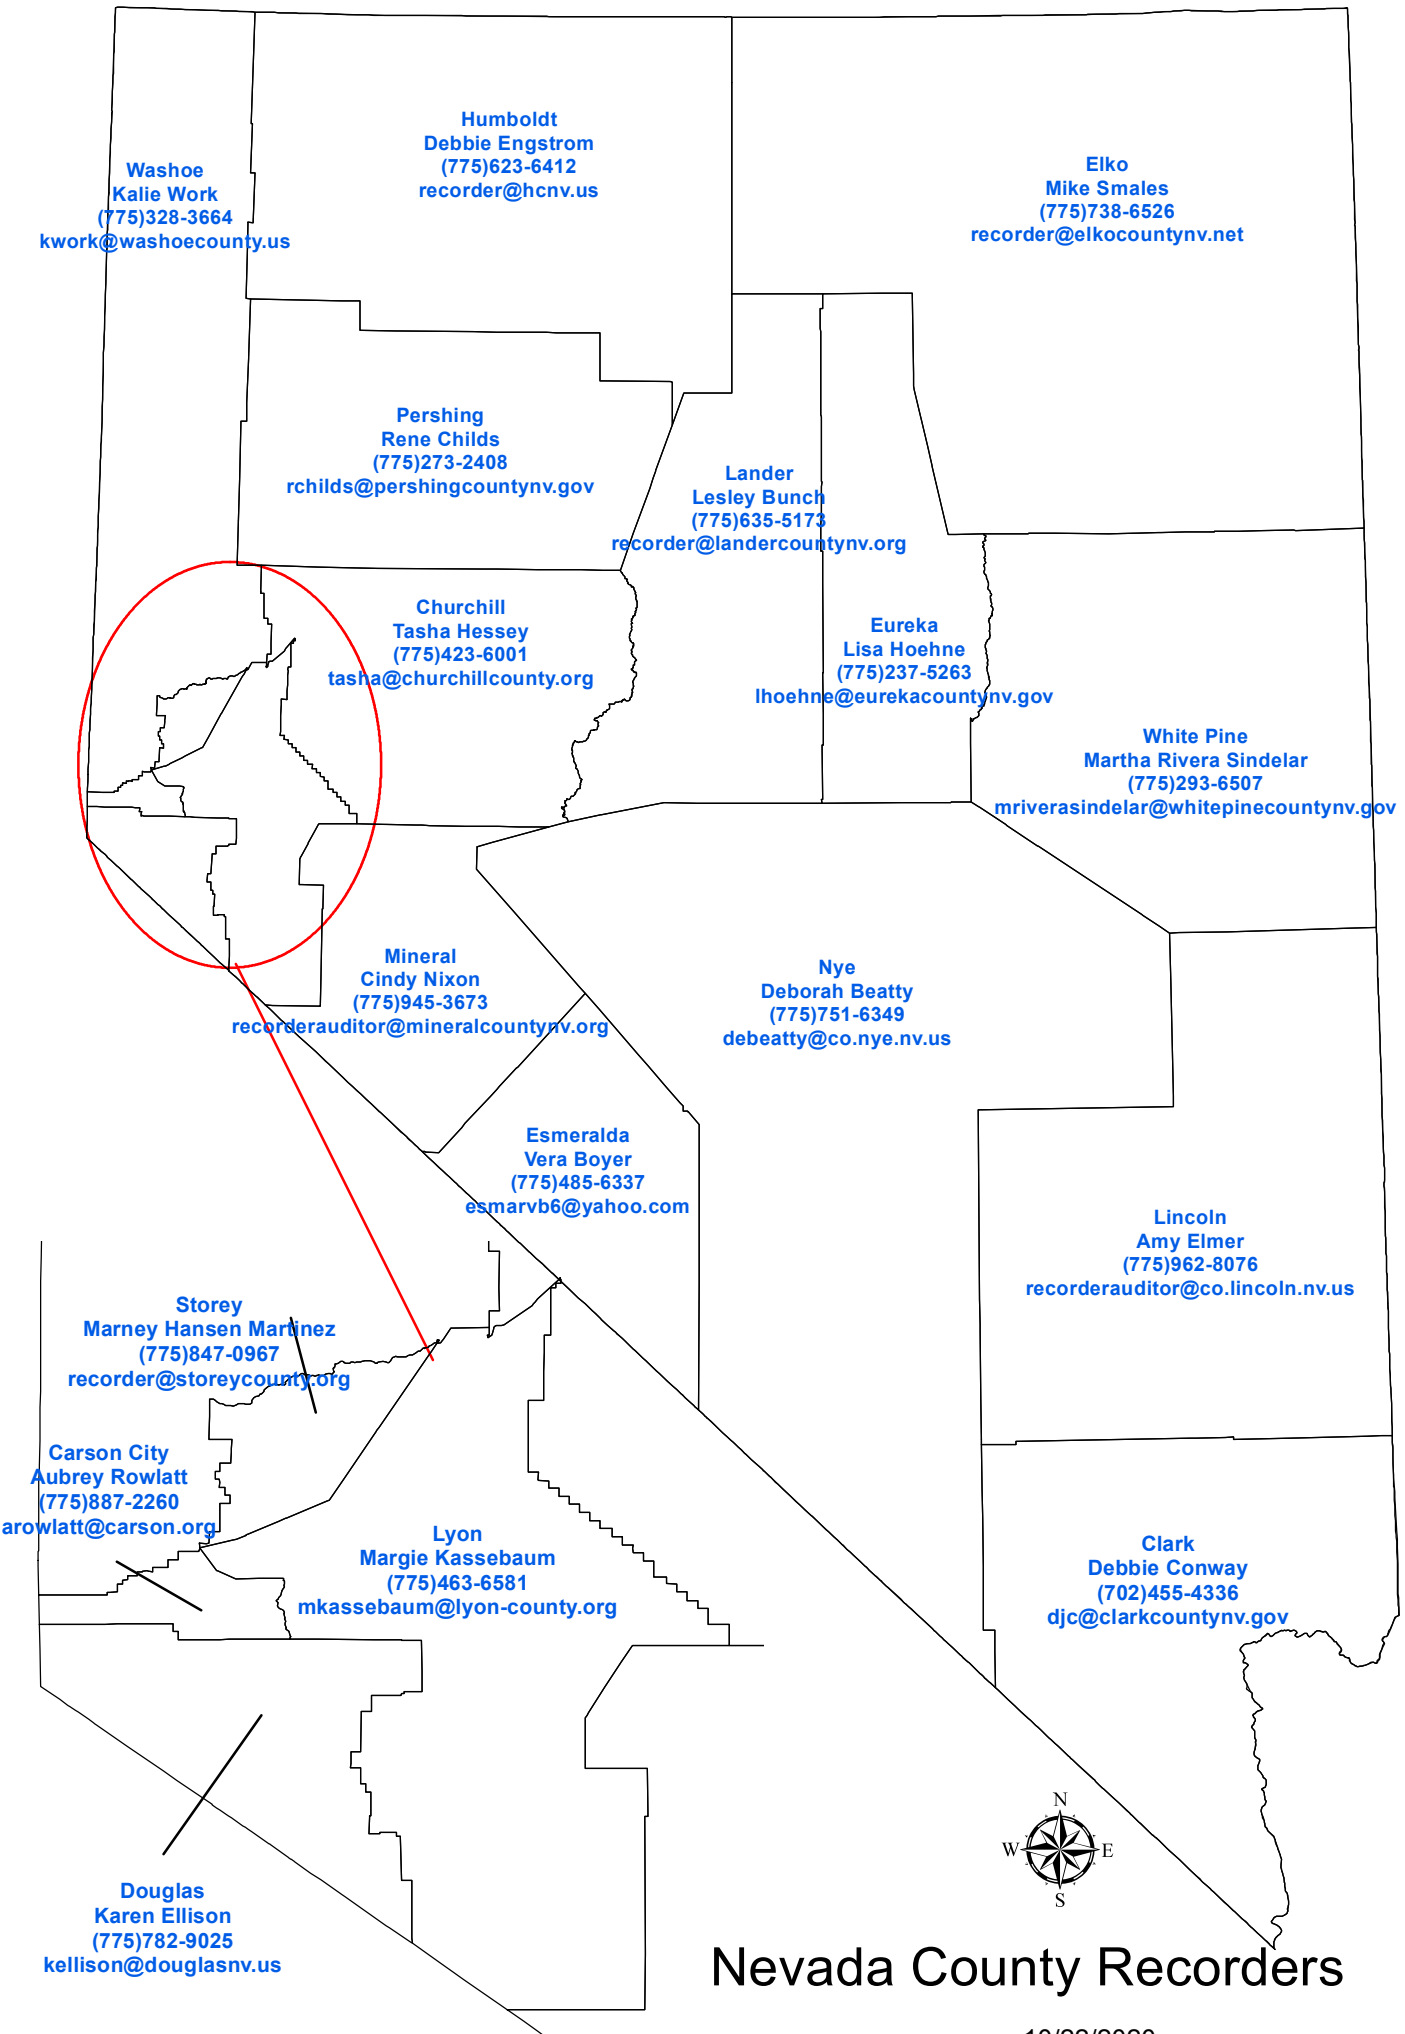 Humboldt
Debbie Engstrom
(775)623-6412
recorder@hcnv.us
Elko
Mike Smales
(775)738-6526
recorder@elkocountynv.net
Washoe
Kalie Work
(775)328-3664
kwork@washoecounty.us
Pershing
Rene Childs
(775)273-2408
rchilds@pershingcountynv.gov
Lander
Lesley Bunch
(775)635-5173
recorder@landercountynv.org
Churchill
Tasha Hessey
(775)423-6001
tasha@churchillcounty.org
Eureka
Lisa Hoehne
(775)237-5263
lhoehne@eurekacountynv.gov
White Pine
Martha Rivera Sindelar
(775)293-6507
mriverasindelar@whitepinecountynv.gov
Mineral
Cindy Nixon
(775)945-3673
recorderauditor@mineralcountynv.org
Nye
Deborah Beatty
(775)751-6349
debeatty@co.nye.nv.us
Esmeralda
Vera Boyer
(775)485-6337
esmarvb6@yahoo.com
Lincoln
Amy Elmer
(775)962-8076
recorderauditor@co.lincoln.nv.us
Storey
Marney Hansen Martinez
(775)847-0967
recorder@storeycounty.org
Carson City
Aubrey Rowlatt
(775)887-2260
arowlatt@carson.org
Lyon
Margie Kassebaum
(775)463-6581
mkassebaum@lyon-county.org
Clark
Debbie Conway
(702)455-4336
djc@clarkcountynv.gov
Douglas
Karen Ellison
(775)782-9025
kellison@douglasnv.us
N
W
E
S
Nevada County Recorders